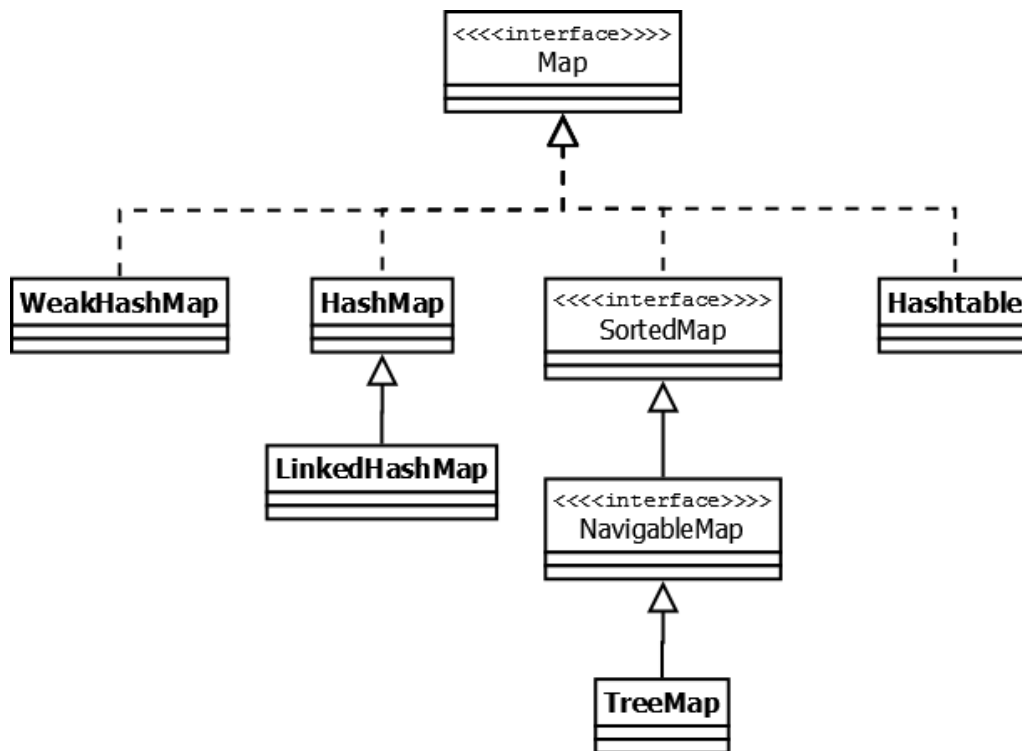 <<<<interface>>>>
Map
WeakHashMap
HashMap
<<<<interface>>>>
SortedMap
Hashtable
LinkedHashMap
<<<<interface>>>>
NavigableMap
TreeMap